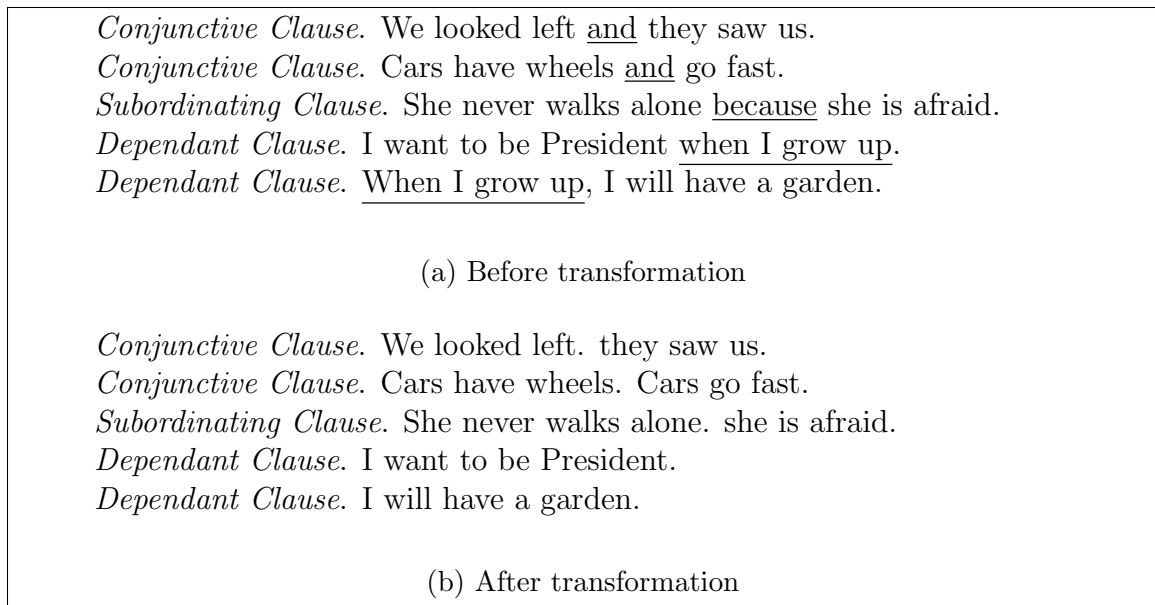 Conjunctive Clause. We looked left and they saw us.
Conjunctive Clause. Cars have wheels and go fast.
Subordinating Clause. She never walks alone because she is afraid.
Dependant Clause. I want to be President when I grow up.
Dependant Clause. When I grow up, I will have a garden.
(a) Before transformation
Conjunctive Clause. We looked left. they saw us.
Conjunctive Clause. Cars have wheels. Cars go fast.
Subordinating Clause. She never walks alone. she is afraid.
Dependant Clause. I want to be President.
Dependant Clause. I will have a garden.
(b) After transformation